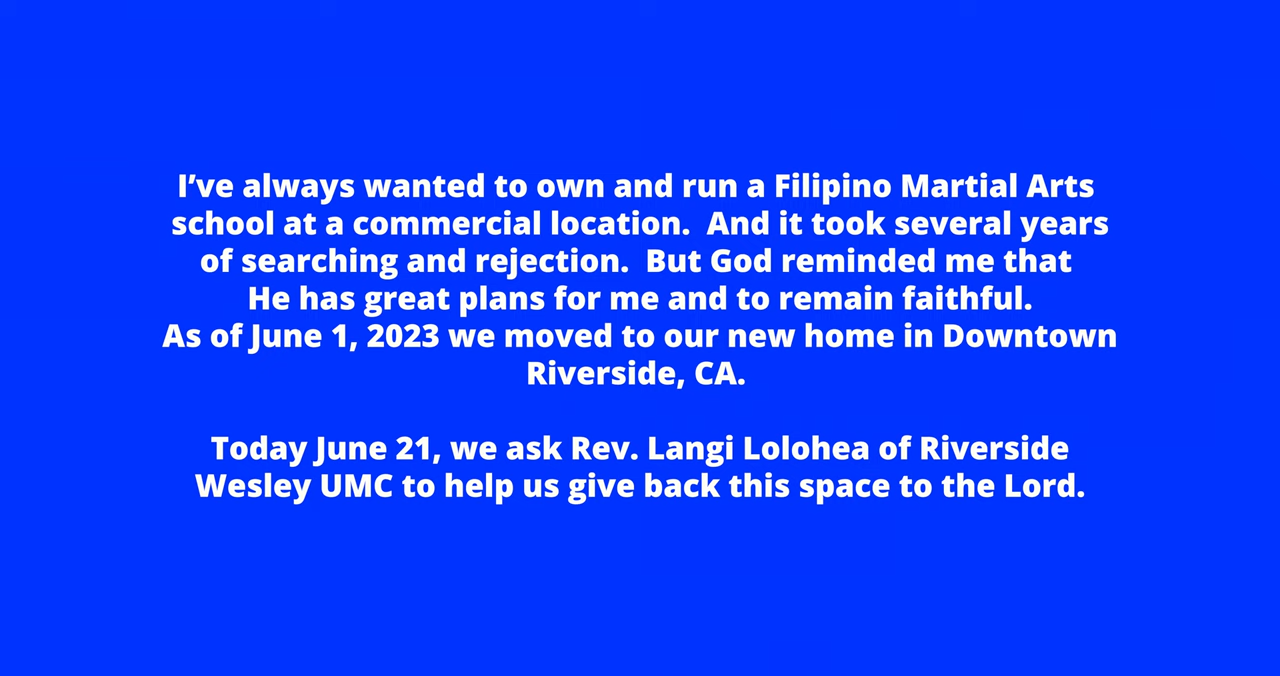 I’ve always wanted to own and run a Filipino Martial Arts
school at a commercial location.  And it took several years
of searching and rejection.  But God reminded me that
He has great plans for me and to remain faithful.
As of June 1, 2023 we moved to our new home in Downtown
Riverside, CA.
Today June 21, we ask Rev. Langi Lolohea of Riverside
Wesley UMC to help us give back this space to the Lord.